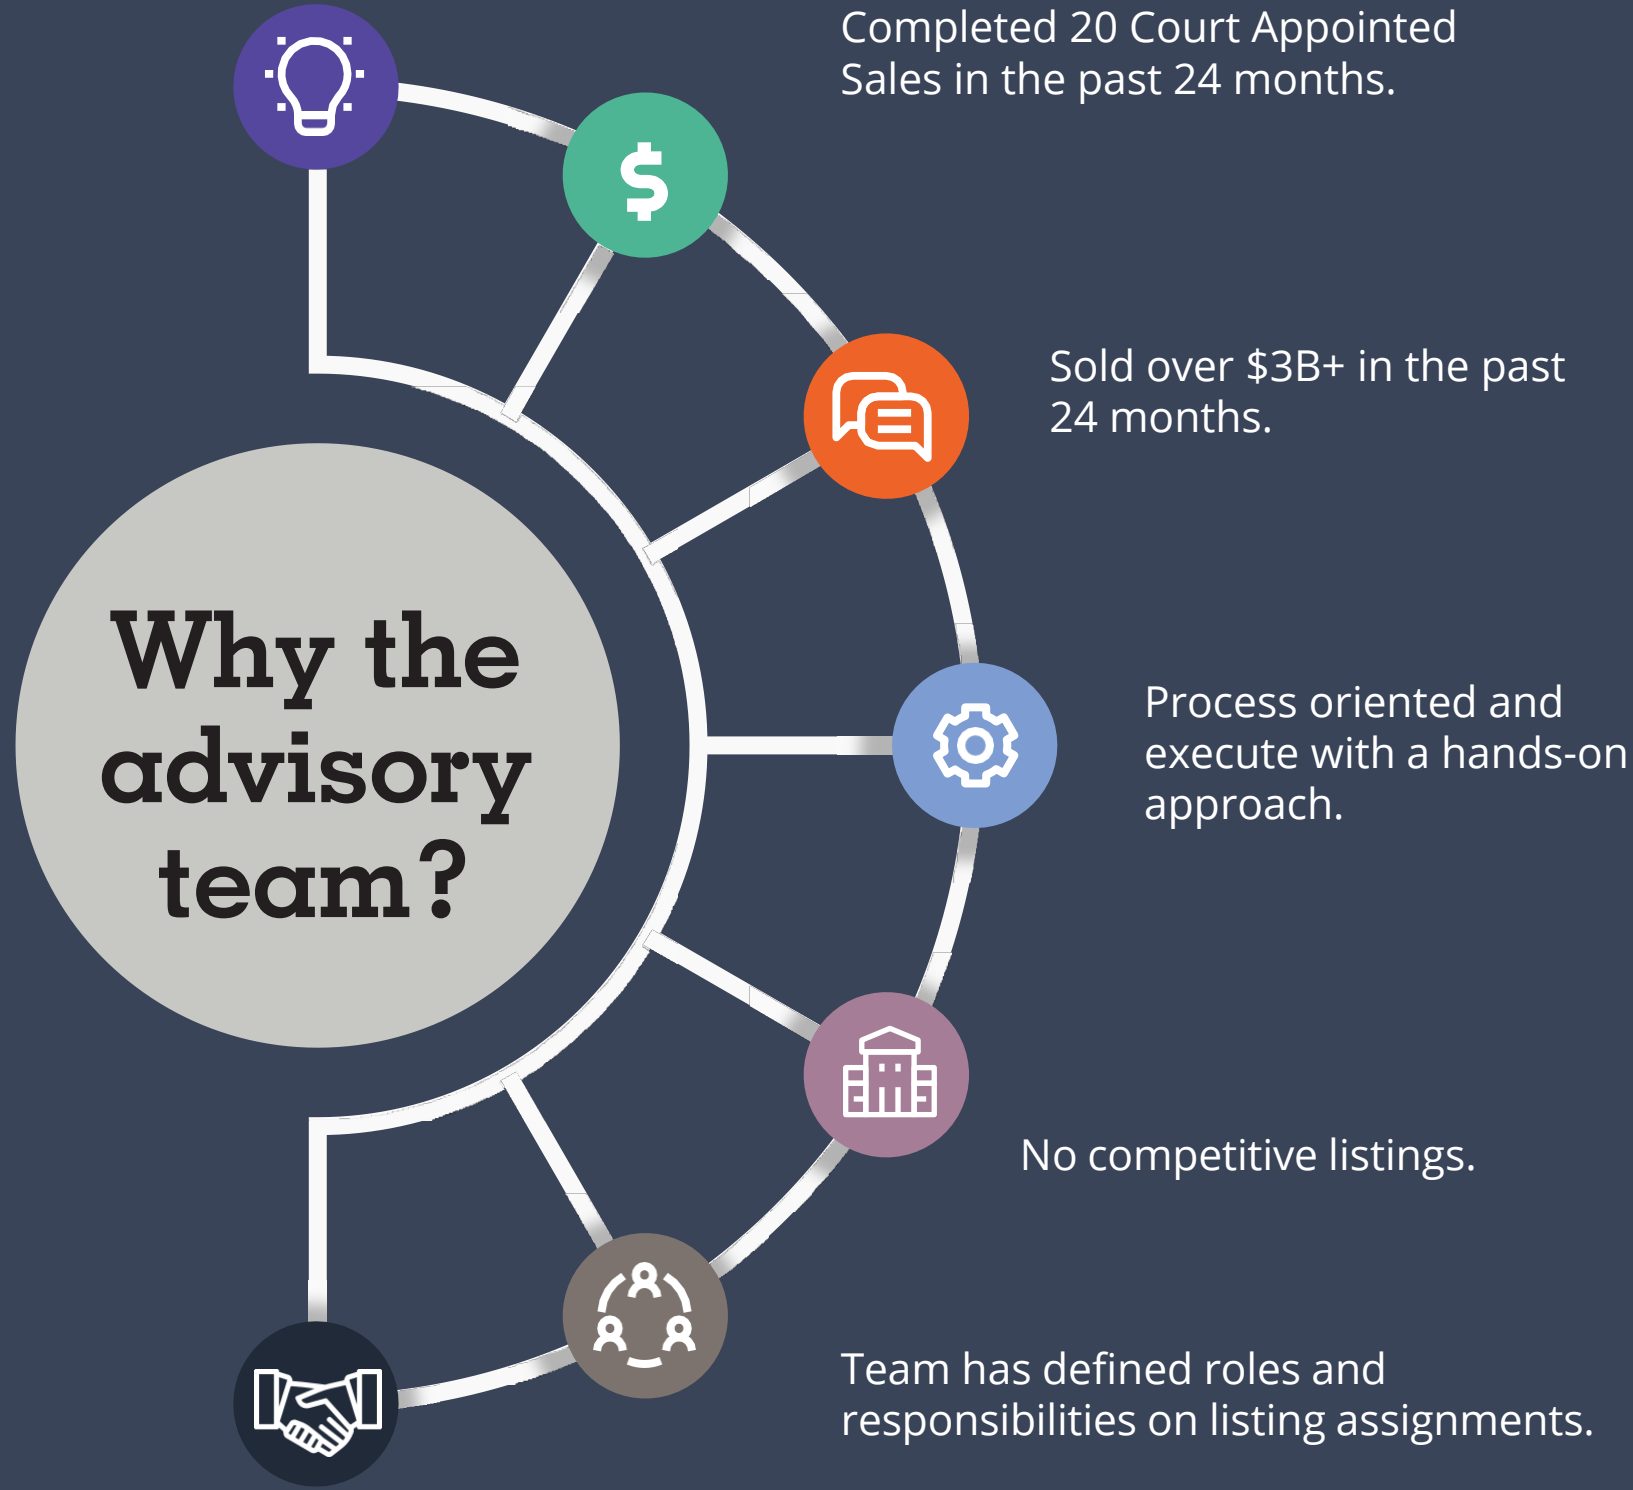 Completed 20 Court Appointed
Sales in the past 24 months.
$
Sold over $3B+ in the past
24 months.
Why the
advisory
team?
Process oriented and
execute with a hands-on
approach.
No competitive listings.
Team has defined roles and
responsibilities on listing assignments.